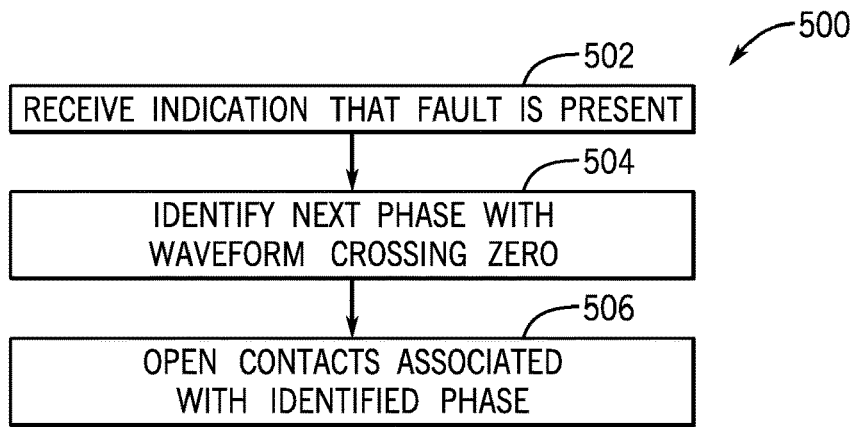 500
502
RECEIVE INDICATION THAT FAULT IS PRESENT
504
IDENTIFY NEXT PHASE WITH
WAVEFORM CROSSING ZERO
506
OPEN CONTACTS ASSOCIATED
WITH IDENTIFIED PHASE